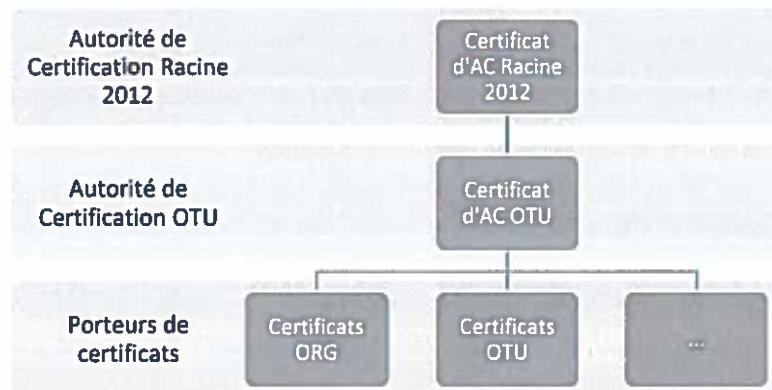 Autorité de
Certification Racine
2012
Certificat
d'AC Racine
2012
Autorité de
Certification OTU
Certificat
d'AC OTU
Porteurs de
certificats
Certificats
ORG
Certificats
OTU
...